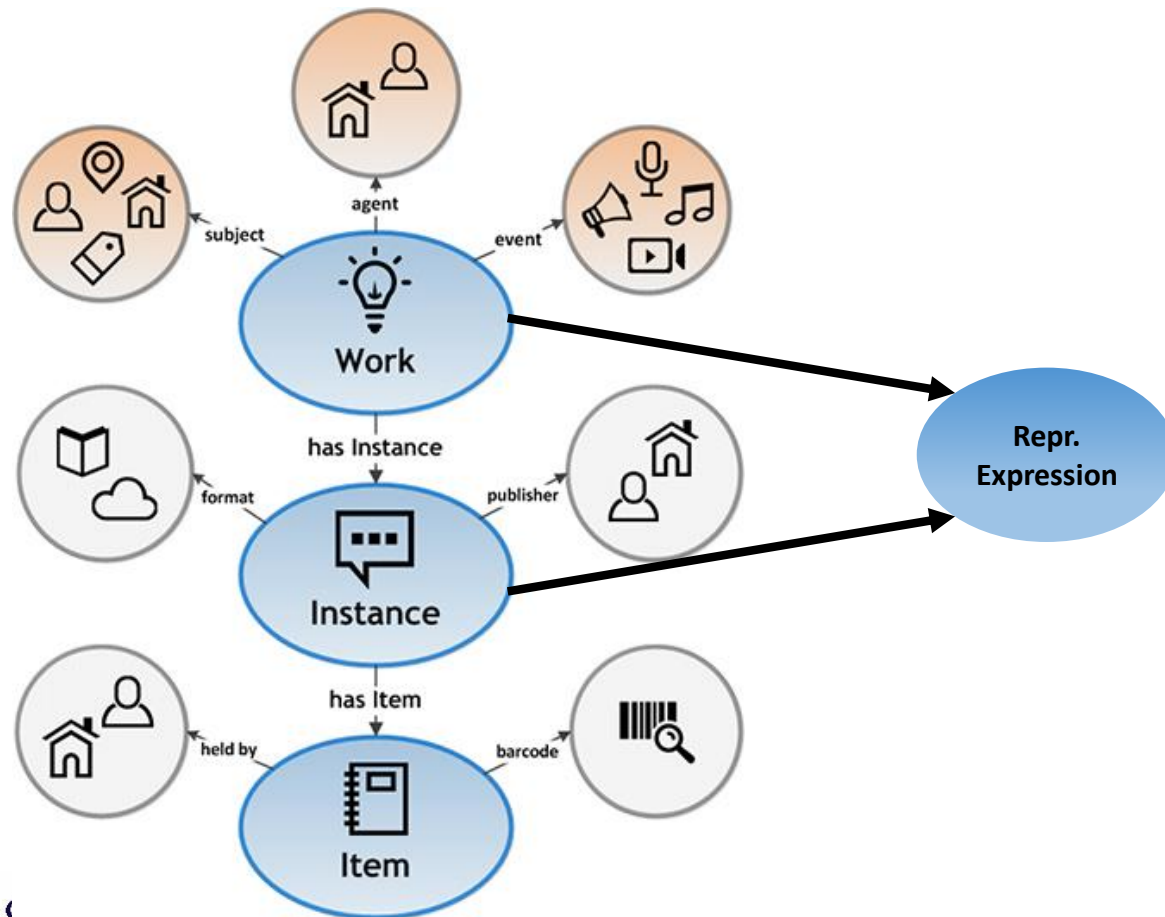 agent
subject
event
Work
Repr.
Expression
has Instance
format
publisher
Instance
has Item
held by
barcode
Item